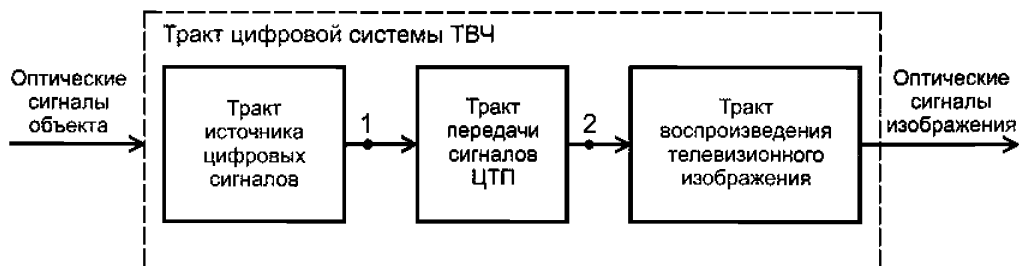 Тракт цифровой системы ТВЧ
Оптические
сигналы
объекта
Тракт
источника
цифровых
сигналов
1
Тракт
передачи
сигналов
ЦТП
2
Тракт
воспроизведения
телевизионного
изображения
Оптические
сигналы
изображения